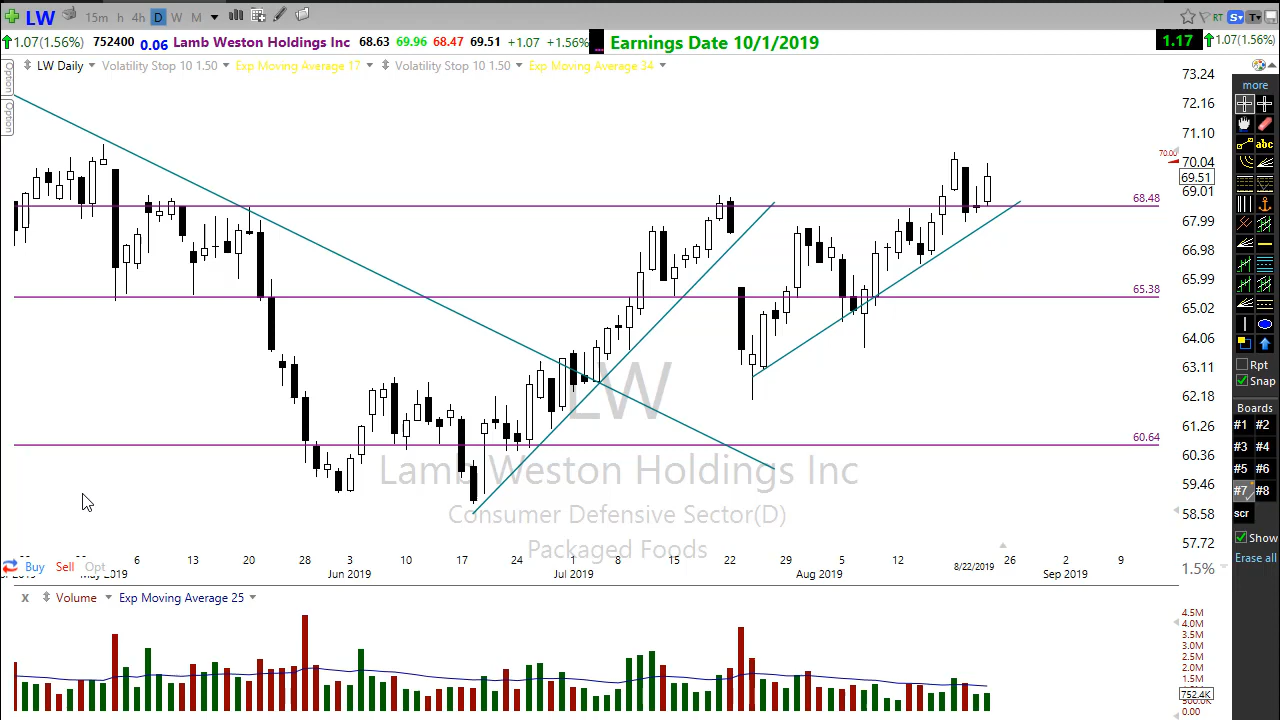 LW 15m h 4h D W M RT S T
1.07(1.56%) 752400 0.06 Lamb Weston Holdings Inc 68.63 69.96 68.47 69.51 +1.07 +1.56% Earnings Date 10/1/2019 1.17 1.07(1.56%)
LW Daily Volatility Stop 10 1.50 Exp Moving Average 17 Volatility Stop 10 1.50 Exp Moving Average 34
Option
Option
73.24
72.16
71.10
70.00
70.04
69.51
69.01
68.48
67.99
66.98
65.99
65.38
65.02
64.06
63.11
62.18
61.26
60.64
60.36
59.46
58.58
57.72
1.5%
LW
Lamb Weston Holdings Inc
Consumer Defensive Sector(D)
Packaged Foods
6 13 20 28 3 10 17 24 1 8 15 22 29 5 12 8/22/2019 26 2 9
May 2019 Jun 2019 Jul 2019 Aug 2019 Sep 2019
Buy Sell Opt
x Volume Exp Moving Average 25
4.5M
4.0M
3.5M
3.0M
2.5M
2.0M
1.5M
752.4K
0.00
more
abc
Rpt
Snap
Boards
#1 #2
#3 #4
#5 #6
#7 #8
scr
Show
Erase all